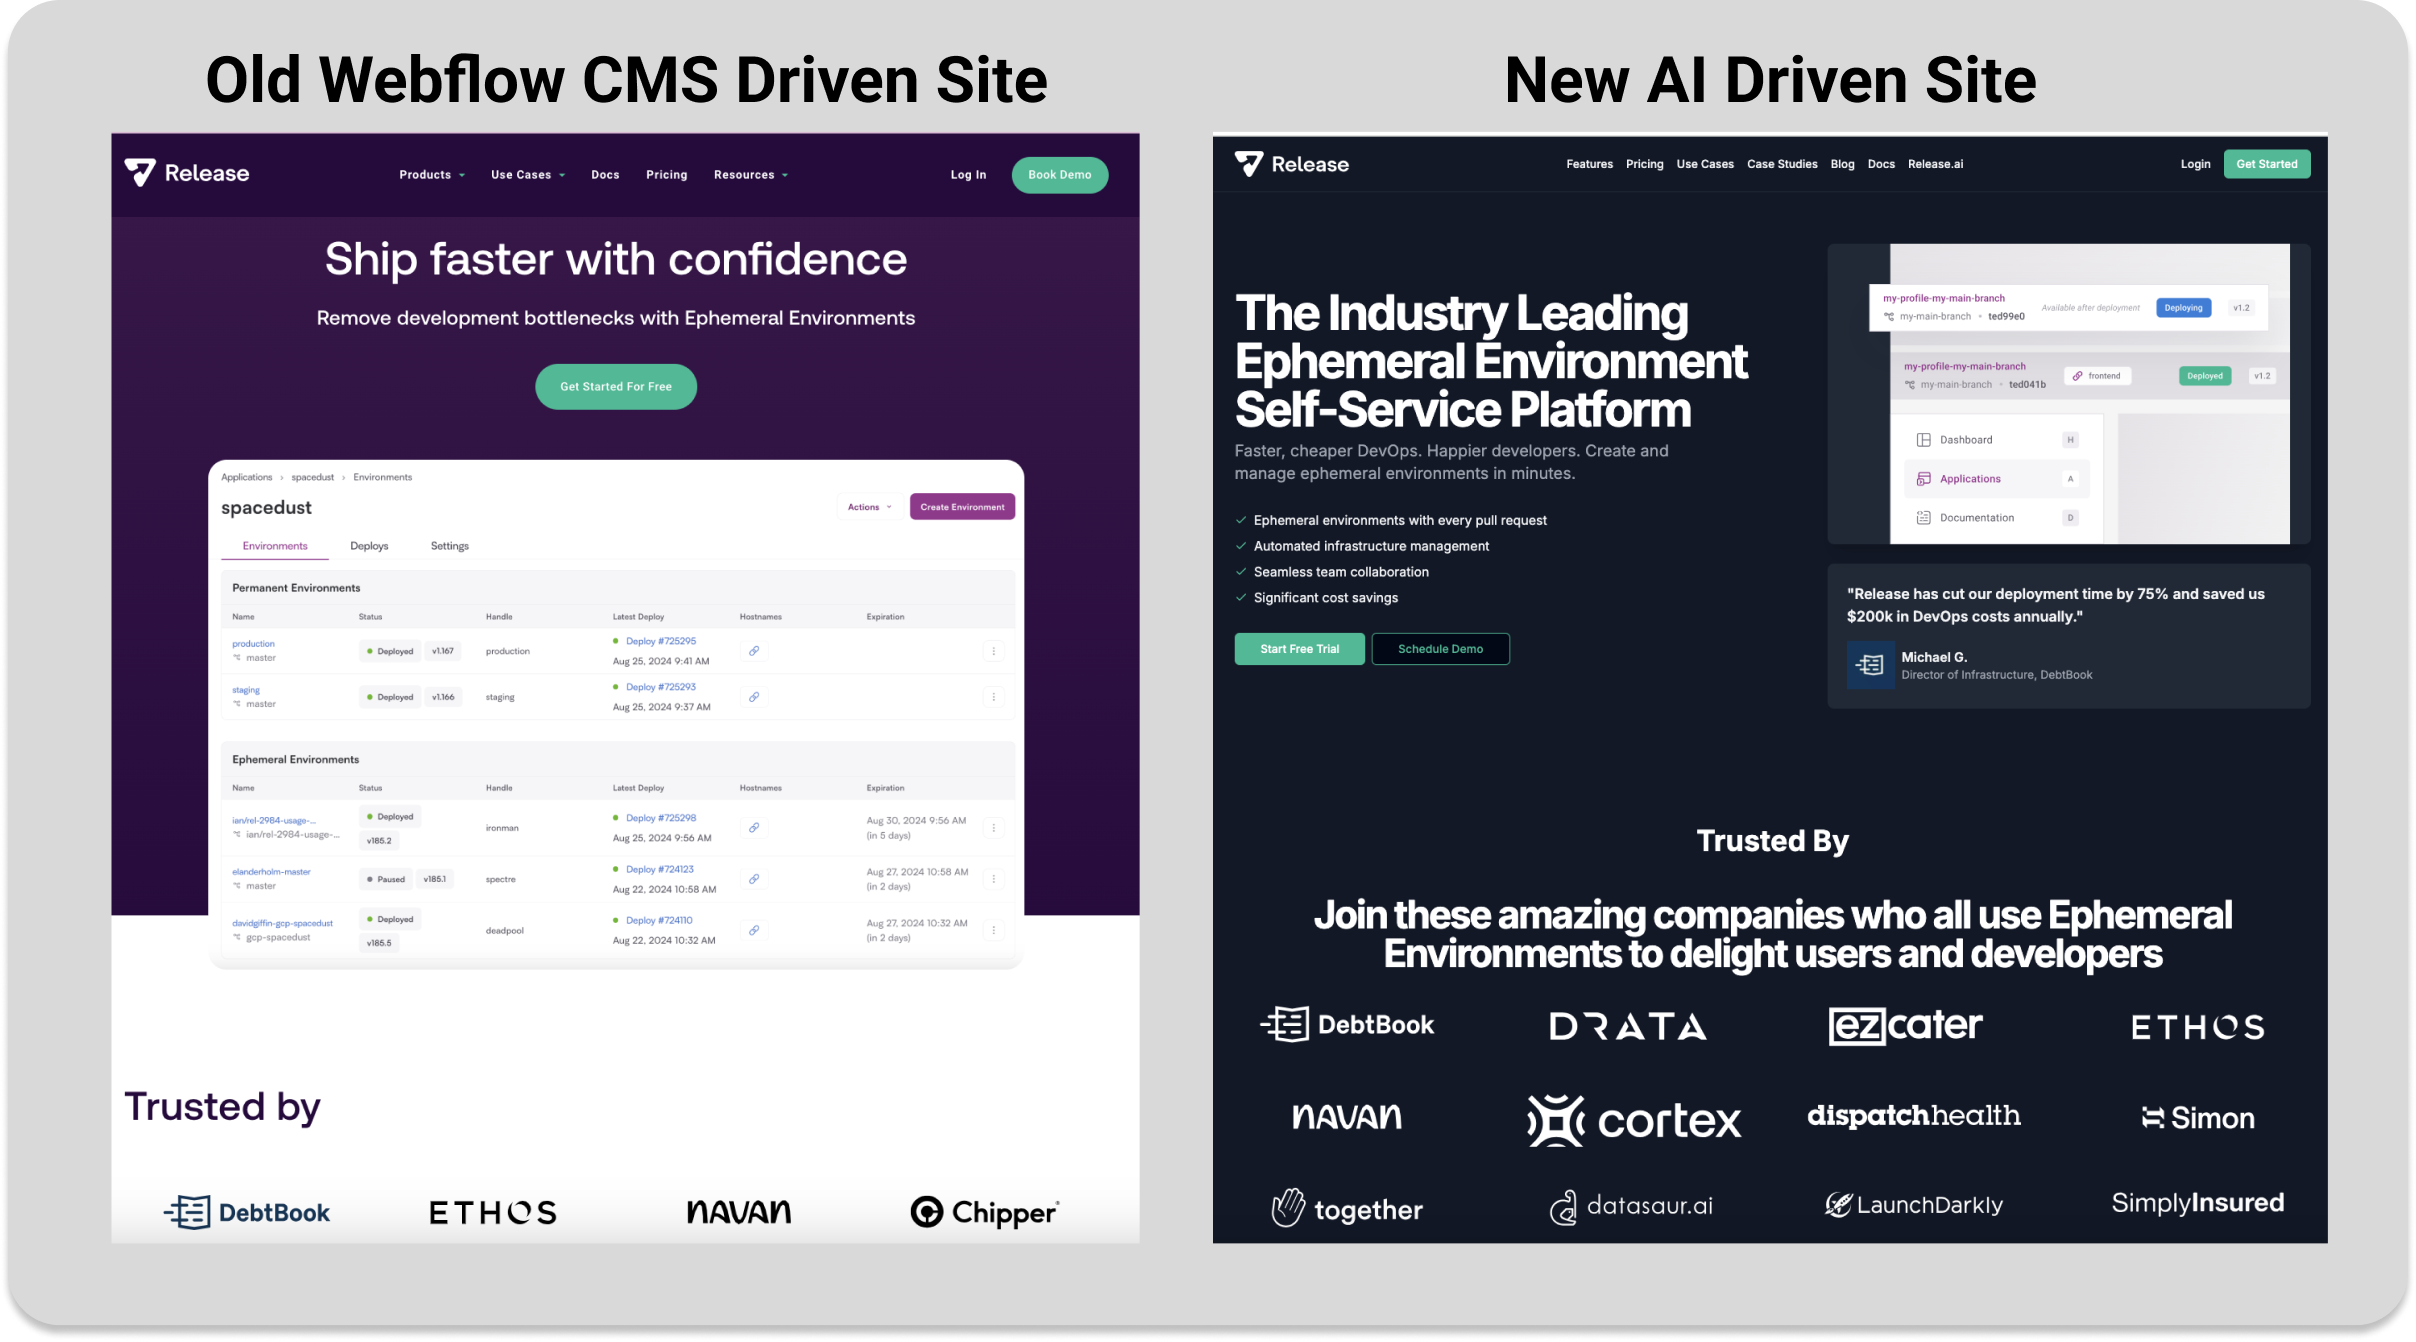 Old Webflow CMS Driven Site
Release
Products
Use Cases
Docs
Pricing
Resources
Log In
Book Demo
Ship faster with confidence
Remove development bottlenecks with Ephemeral Environments
Get Started For Free
Applications › spacedust › Environments
spacedust
Actions
Create Environment
Environments Deploys Settings
Permanent Environments
Name Status Handle Latest Deploy Hostnames Expiration
production Deployed v1.167 production Deploy #725295
master Aug 25, 2024 9:41 AM
staging Deployed v1.166 staging Deploy #725293
master Aug 25, 2024 9:37 AM
Ephemeral Environments
Name Status Handle Latest Deploy Hostnames Expiration
ian/rel-2984-usage-... Deployed ironman Deploy #725298 Aug 30, 2024 9:56 AM
ian/rel-2984-usage-... v185.2 Aug 25, 2024 9:56 AM (in 5 days)
elanderholm-master Paused v185.1 spectre Deploy #724123 Aug 27, 2024 10:58 AM
master Aug 22, 2024 10:58 AM (in 2 days)
davidgiffin-gcp-spacedust Deployed deadpool Deploy #724110 Aug 27, 2024 10:32 AM
gcp-spacedust v185.5 Aug 22, 2024 10:32 AM (in 2 days)
Trusted by
DebtBook ETHOS navan Chipper
New AI Driven Site
Release
Features Pricing Use Cases Case Studies Blog Docs Release.ai
Login
Get Started
The Industry Leading
Ephemeral Environment
Self-Service Platform
Faster, cheaper DevOps. Happier developers. Create and
manage ephemeral environments in minutes.
Ephemeral environments with every pull request
Automated infrastructure management
Seamless team collaboration
Significant cost savings
Start Free Trial
Schedule Demo
my-profile-my-main-branch
my-main-branch • ted99e0
Available after deployment
Deploying
v1.2
my-profile-my-main-branch
my-main-branch • ted041b
frontend
Deployed
v1.2
Dashboard H
Applications A
Documentation D
"Release has cut our deployment time by 75% and saved us
$200k in DevOps costs annually."
Michael G.
Director of Infrastructure, DebtBook
Trusted By
Join these amazing companies who all use Ephemeral
Environments to delight users and developers
DebtBook DRATA ezcater ETHOS
navan cortex dispatchhealth Simon
together datasaur.ai LaunchDarkly SimplyInsured